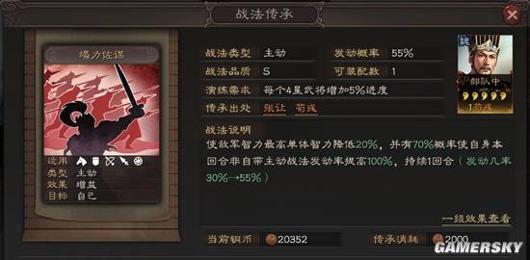 战法传承
竭力佐谋
适用
类型 主动
效果 增益
目标 自己
战法类型 主动 发动概率 55%
战法品质 S 可装配数 1
演练需求 每个4星武将增加5%进度
传承出处 张让 荀彧
战法说明
使敌军智力最高单体智力降低20%，并有70%概率使自身本
回合非自带主动战法发动率提高100%，持续1回合（发动几率
30%→55%）
魏
部队中
1荀彧
一级效果查看
当前铜币 20352 传承消耗 2000
GAMERSKY